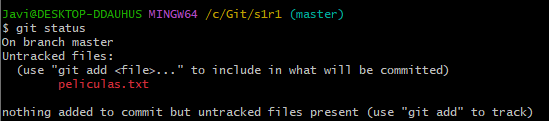 Javi@DESKTOP-DDAUHUS MINGW64 /c/Git/s1r1 (master)
$ git status
On branch master
Untracked files:
  (use "git add <file>..." to include in what will be committed)
        peliculas.txt

nothing added to commit but untracked files present (use "git add" to track)